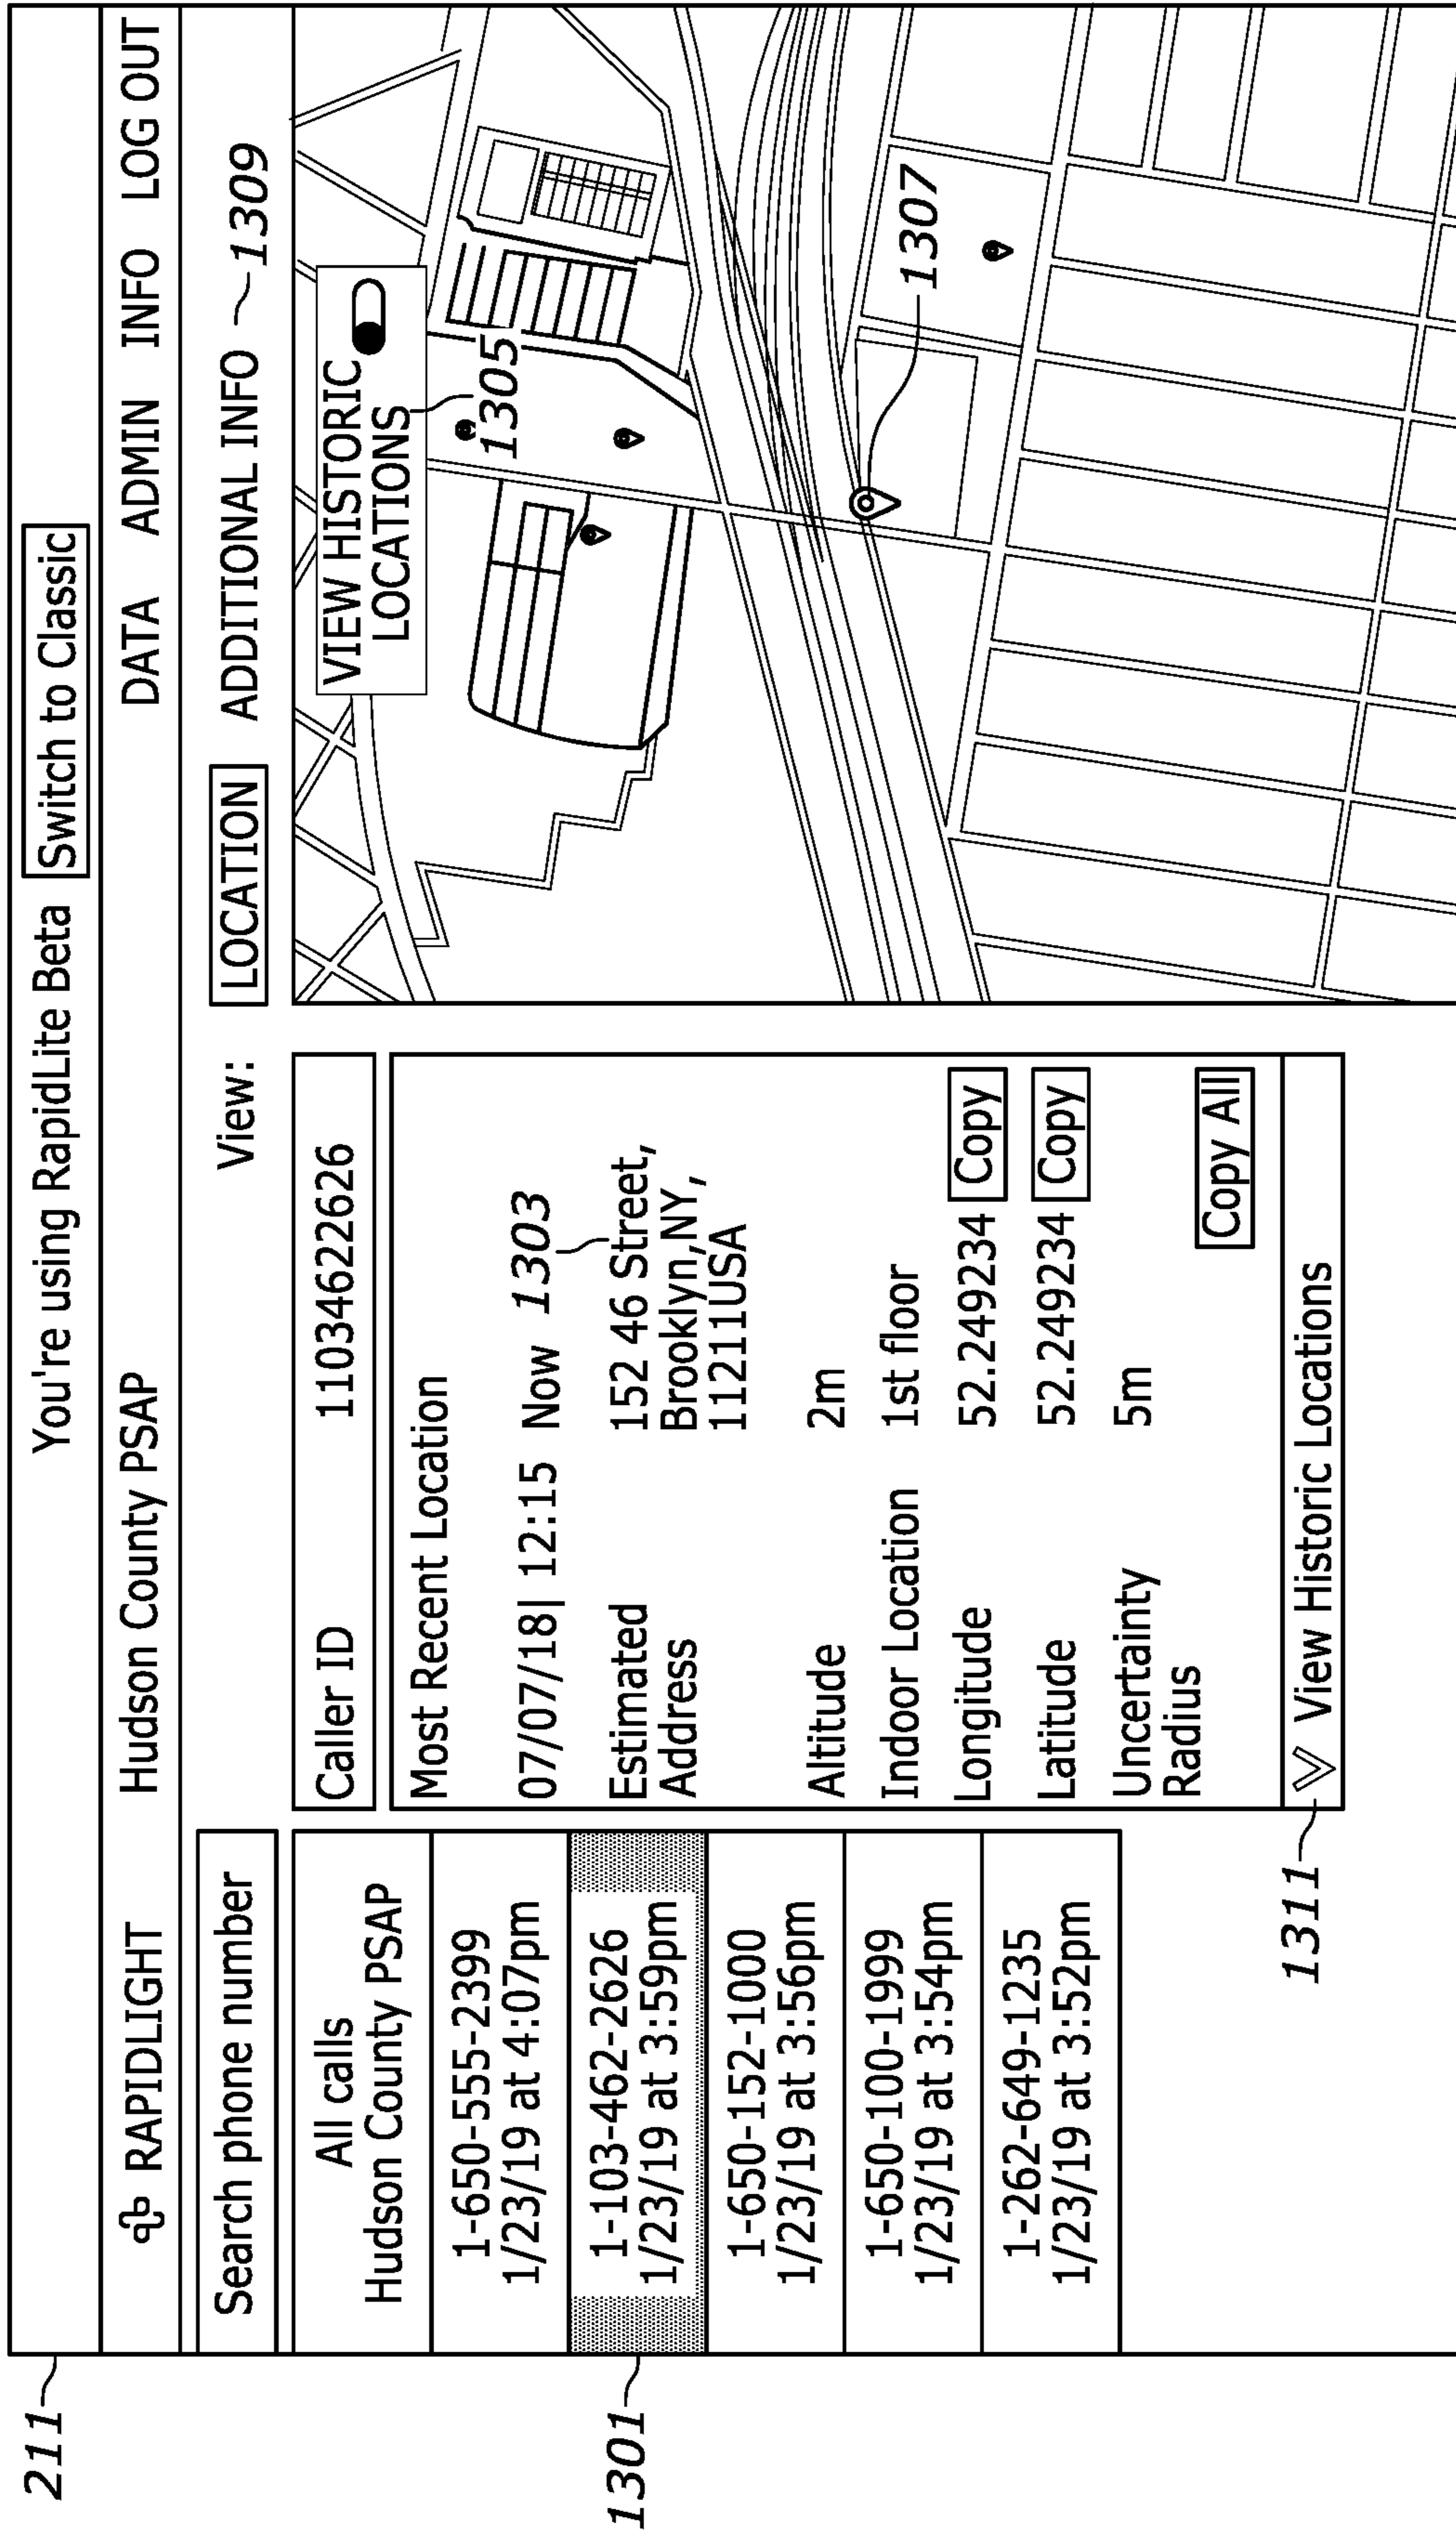 211
You're using RapidLite Beta Switch to Classic
RAPIDLIGHT Hudson County PSAP DATA ADMIN INFO LOG OUT
Search phone number
View: LOCATION ADDITIONAL INFO 1309
All calls
Hudson County PSAP
1-650-555-2399
1/23/19 at 4:07pm
1301
1-103-462-2626
1/23/19 at 3:59pm
1-650-152-1000
1/23/19 at 3:56pm
1-650-100-1999
1/23/19 at 3:54pm
1-262-649-1235
1/23/19 at 3:52pm
Caller ID 11034622626
Most Recent Location
07/07/18| 12:15 Now 1303
Estimated
Address
152 46 Street,
Brooklyn,NY,
11211USA
Altitude 2m
Indoor Location 1st floor
Longitude 52.249234 Copy
Latitude 52.249234 Copy
Uncertainty
Radius
5m
Copy All
1311 View Historic Locations
VIEW HISTORIC
LOCATIONS
1305
1307